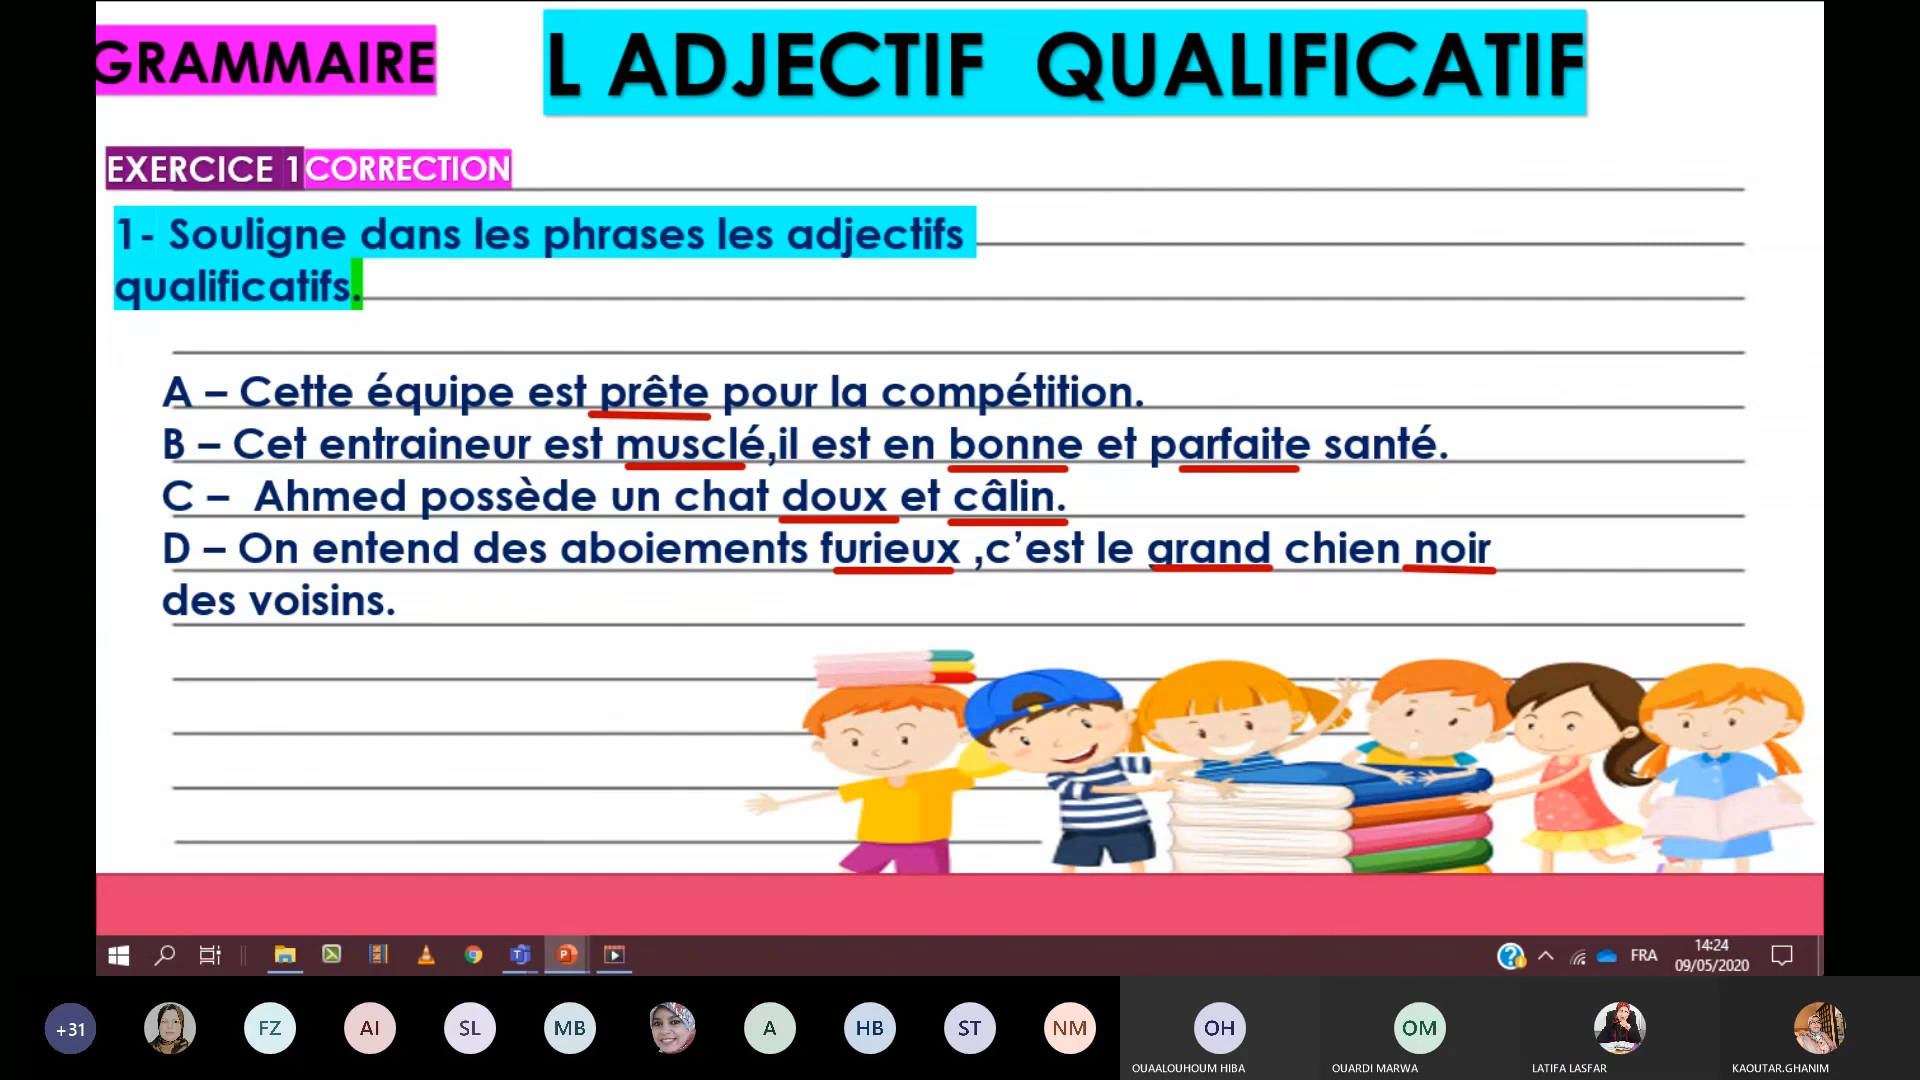 GRAMMAIRE
L ADJECTIF QUALIFICATIF
EXERCICE 1 CORRECTION
1- Souligne dans les phrases les adjectifs
qualificatifs.
A – Cette équipe est prête pour la compétition.
B – Cet entraineur est musclé,il est en bonne et parfaite santé.
C – Ahmed possède un chat doux et câlin.
D – On entend des aboiements furieux ,c’est le grand chien noir
des voisins.
FRA
14:24
09/05/2020
+31
FZ
AI
SL
MB
A
HB
ST
NM
OH
OM
OUAALOUHOUM HIBA
OUARDI MARWA
LATIFA LASFAR
KAOUTAR.GHANIM